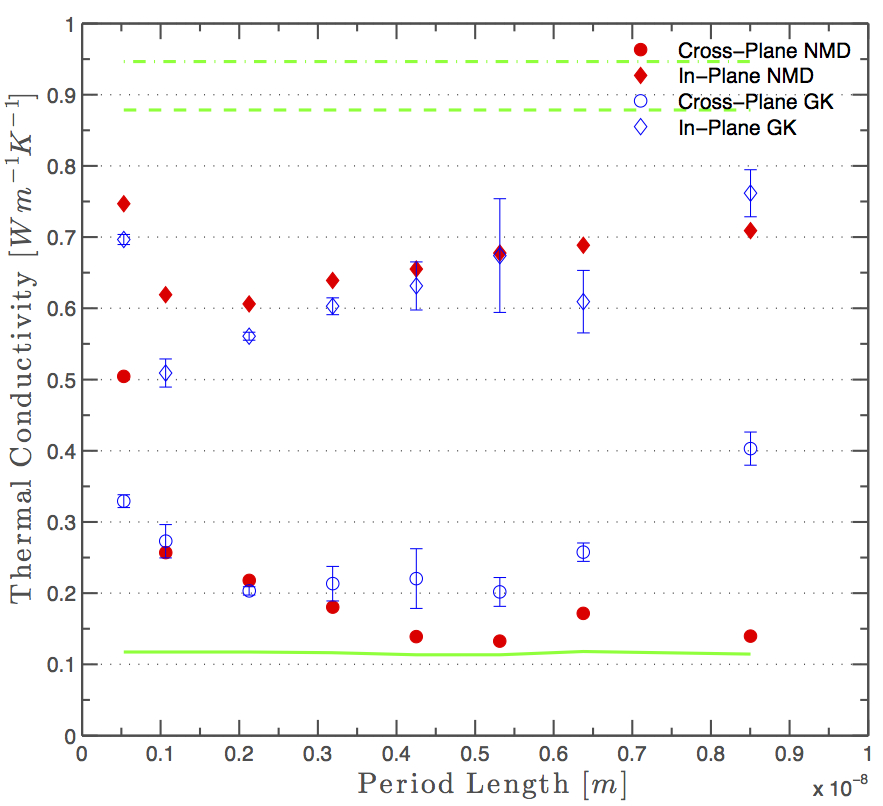 1
0.9
0.8
0.7
0.6
0.5
0.4
0.3
0.2
0.1
0
Thermal Conductivity [Wm⁻¹K⁻¹]
Cross−Plane NMD
In−Plane NMD
Cross−Plane GK
In−Plane GK
0 0.1 0.2 0.3 0.4 0.5 0.6 0.7 0.8 0.9 1
Period Length [m]
x 10⁻⁸